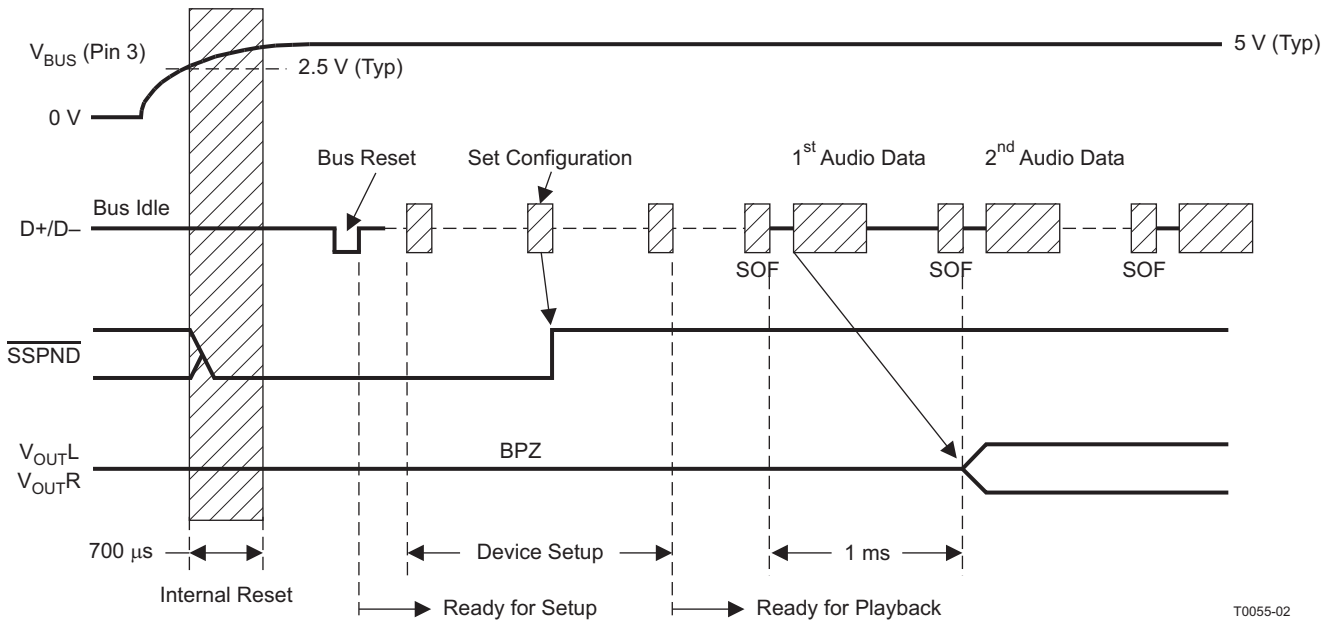 V_BUS (Pin 3)
5 V (Typ)
2.5 V (Typ)
0 V
Bus Reset
Set Configuration
1st Audio Data
2nd Audio Data
Bus Idle
D+/D–
SOF
SOF
SOF
SSPND
BPZ
V_OUTL
V_OUTR
700 μs
Device Setup
1 ms
Internal Reset
Ready for Setup
Ready for Playback
T0055-02